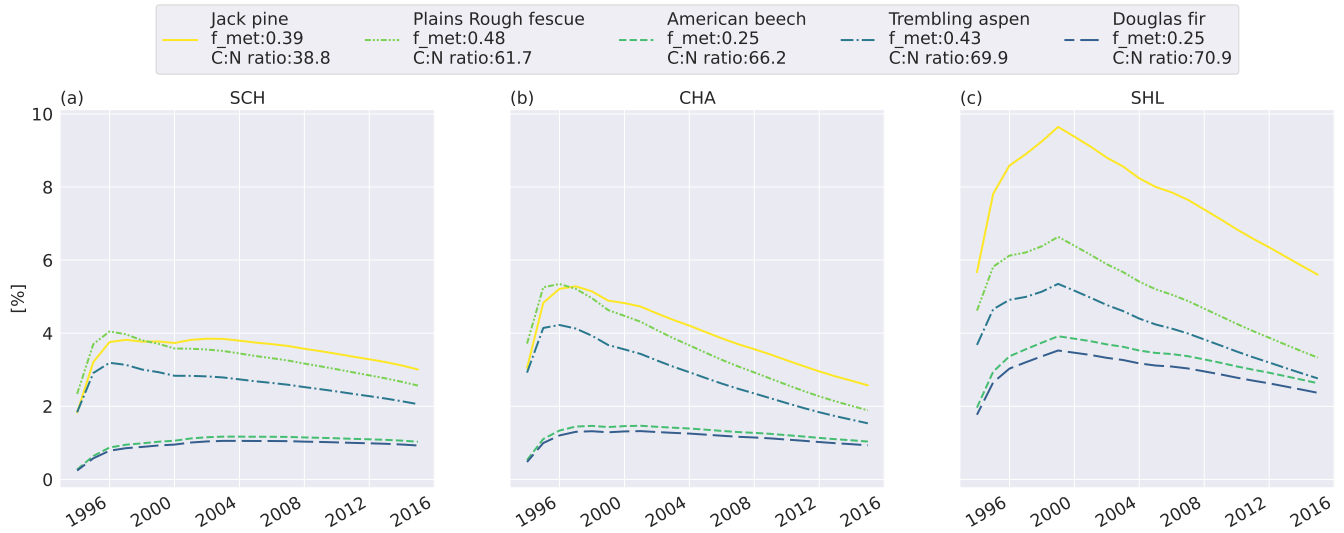 Jack pine
f_met:0.39
C:N ratio:38.8
Plains Rough fescue
f_met:0.48
C:N ratio:61.7
American beech
f_met:0.25
C:N ratio:66.2
Trembling aspen
f_met:0.43
C:N ratio:69.9
Douglas fir
f_met:0.25
C:N ratio:70.9
(a) SCH
(b) CHA
(c) SHL
[%]
10
8
6
4
2
0
1996 2000 2004 2008 2012 2016
1996 2000 2004 2008 2012 2016
1996 2000 2004 2008 2012 2016